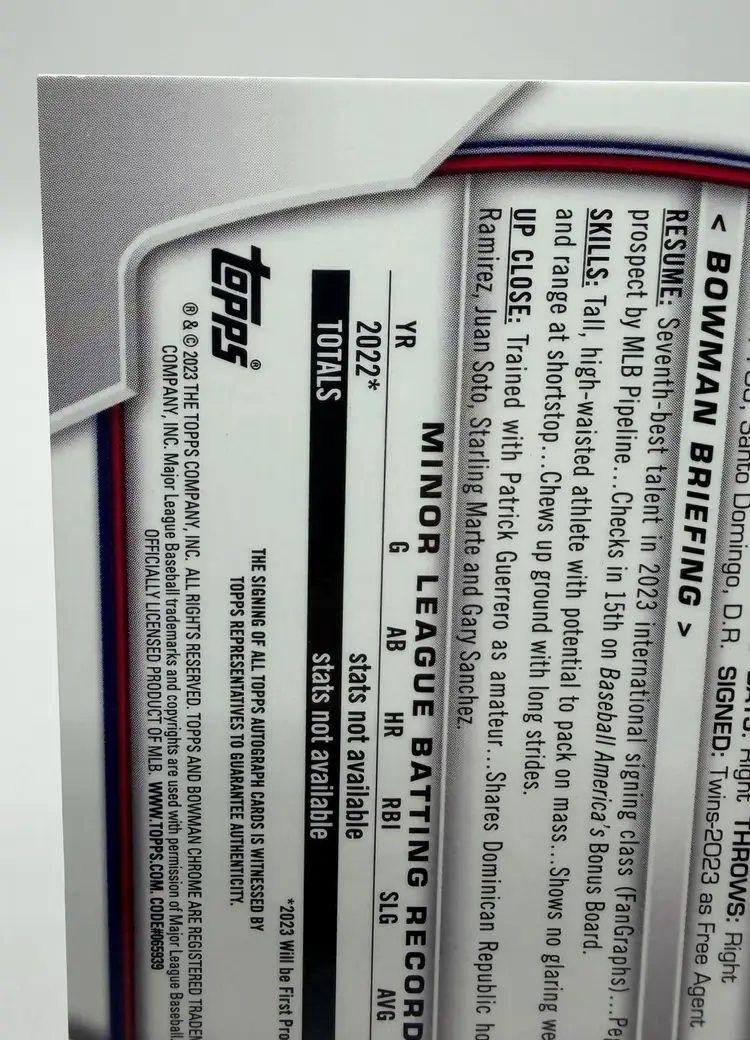 Santo Domingo, D.R.
Right THROWS: Right
SIGNED: Twins-2023 as Free Agent
< BOWMAN BRIEFING >
RESUME: Seventh-best talent in 2023 international signing class (FanGraphs)...
prospect by MLB Pipeline...Checks in 15th on Baseball America's Bonus Board.
SKILLS: Tall, high-waisted athlete with potential to pack on mass...Shows no glaring
and range at shortstop...Chews up ground with long strides.
UP CLOSE: Trained with Patrick Guerrero as amateur...Shares Dominican Republic
Ramirez, Juan Soto, Starling Marte and Gary Sanchez.
MINOR LEAGUE BATTING RECORD
YR G AB HR RBI SLG AVG
2022* stats not available
TOTALS stats not available
*2023 Will be First
topps®
THE SIGNING OF ALL TOPPS AUTOGRAPH CARDS IS WITNESSED BY
TOPPS REPRESENTATIVES TO GUARANTEE AUTHENTICITY.
® & © 2023 THE TOPPS COMPANY, INC. ALL RIGHTS RESERVED. TOPPS AND BOWMAN CHROME ARE REGISTERED
COMPANY, INC. Major League Baseball trademarks and copyrights are used with permission of Major League Baseball.
OFFICIALLY LICENSED PRODUCT OF MLB. WWW.TOPPS.COM. CODE#065939